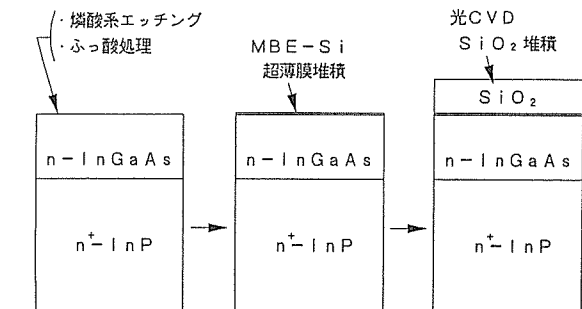 ・燐酸系エッチング
・ふっ酸処理
n-InGaAs
n⁺-InP
MBE-Si
超薄膜堆積
n-InGaAs
n⁺-InP
光CVD
SiO₂堆積
SiO₂
n-InGaAs
n⁺-InP